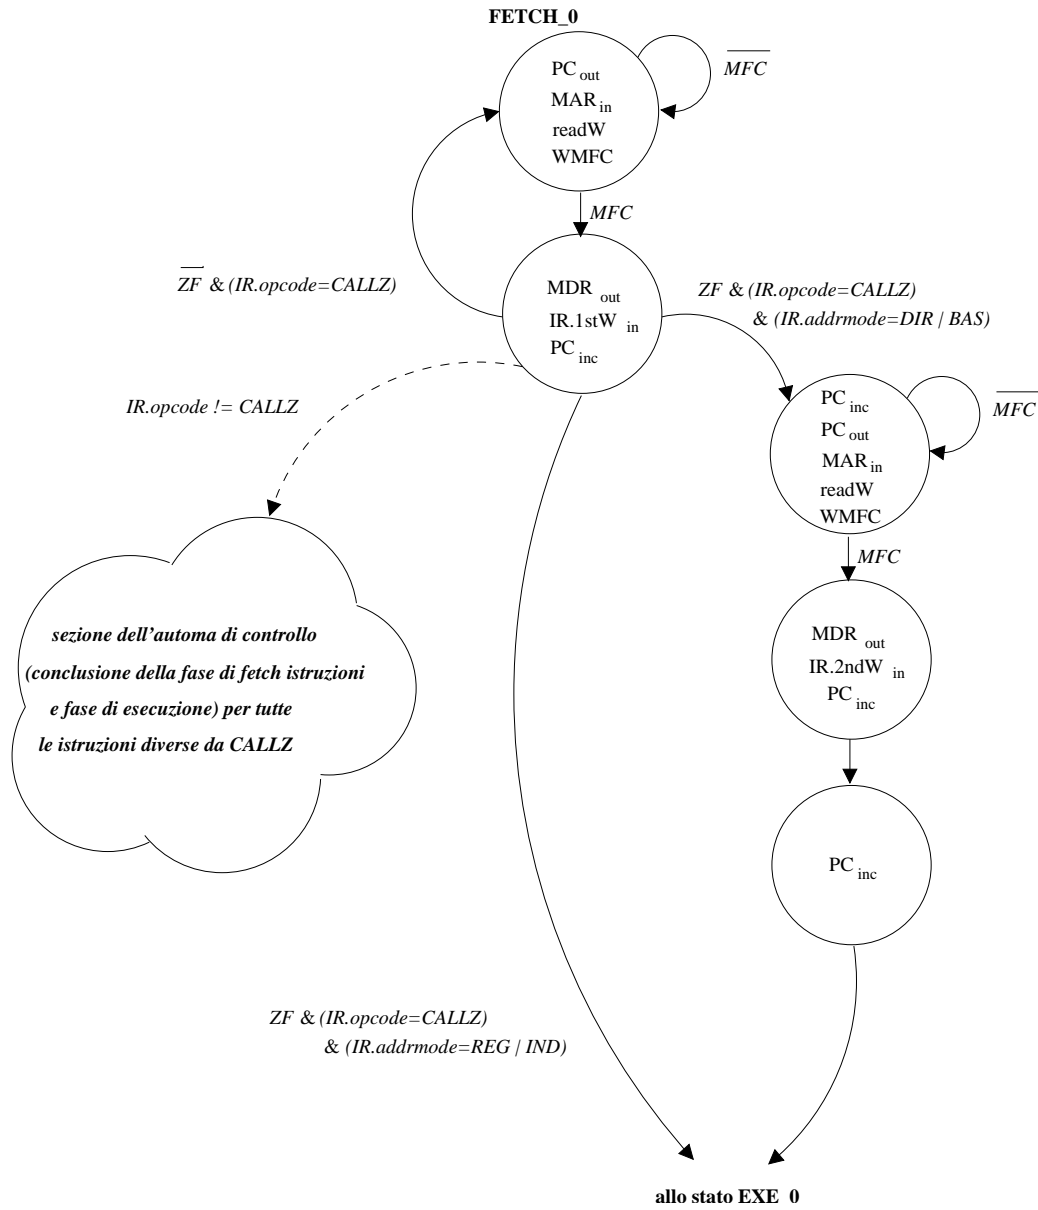 FETCH_0
PC out
MAR in
readW
WMFC
MFC
MFC
ZF & (IR.opcode=CALLZ)
MDR out
IR.1stW in
PC inc
ZF & (IR.opcode=CALLZ)
& (IR.addrmode=DIR | BAS)
IR.opcode != CALLZ
PC inc
PC out
MAR in
readW
WMFC
MFC
MFC
sezione dell'automa di controllo
(conclusione della fase di fetch istruzioni
e fase di esecuzione) per tutte
le istruzioni diverse da CALLZ
MDR out
IR.2ndW in
PC inc
PC inc
ZF & (IR.opcode=CALLZ)
& (IR.addrmode=REG | IND)
allo stato EXE_0